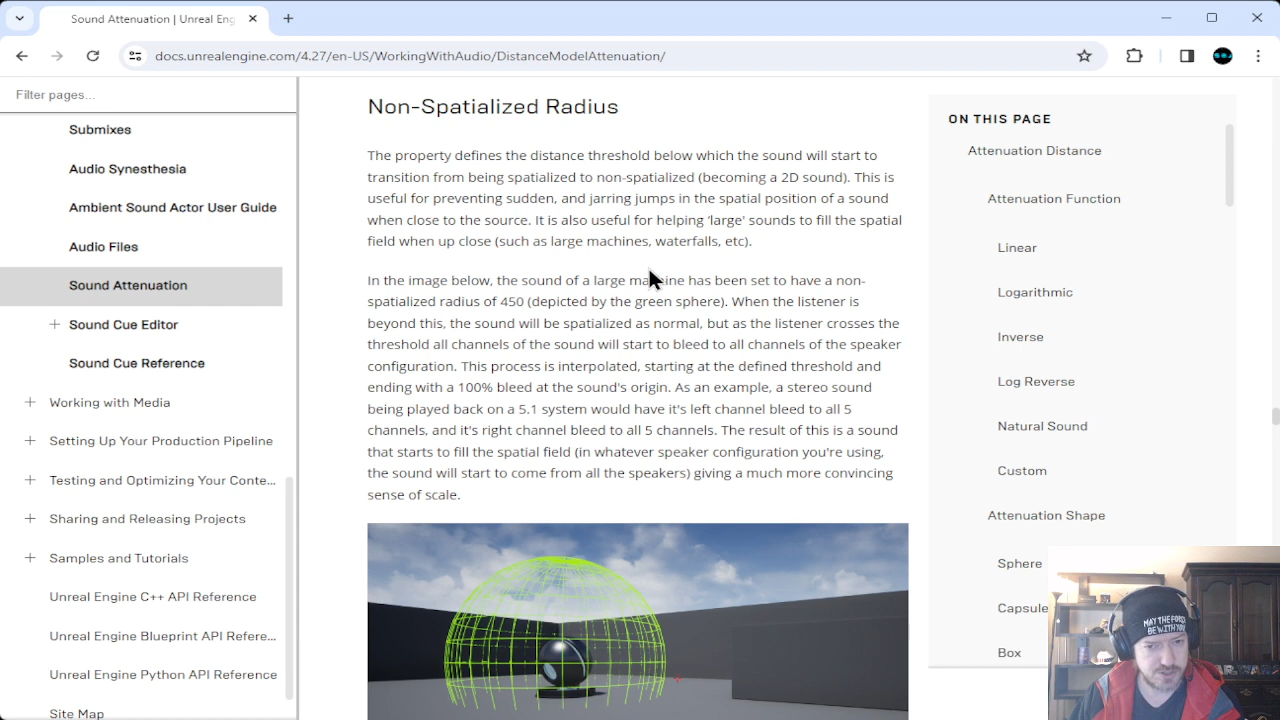 Sound Attenuation | Unreal Eng
docs.unrealengine.com/4.27/en-US/WorkingWithAudio/DistanceModelAttenuation/
Filter pages...
Submixes
Audio Synesthesia
Ambient Sound Actor User Guide
Audio Files
Sound Attenuation
Sound Cue Editor
Sound Cue Reference
Working with Media
Setting Up Your Production Pipeline
Testing and Optimizing Your Conte...
Sharing and Releasing Projects
Samples and Tutorials
Unreal Engine C++ API Reference
Unreal Engine Blueprint API Refere...
Unreal Engine Python API Reference
Site Map
Non-Spatialized Radius
The property defines the distance threshold below which the sound will start to
transition from being spatialized to non-spatialized (becoming a 2D sound). This is
useful for preventing sudden, and jarring jumps in the spatial position of a sound
when close to the source. It is also useful for helping 'large' sounds to fill the spatial
field when up close (such as large machines, waterfalls, etc).
In the image below, the sound of a large machine has been set to have a non-
spatialized radius of 450 (depicted by the green sphere). When the listener is
beyond this, the sound will be spatialized as normal, but as the listener crosses the
threshold all channels of the sound will start to bleed to all channels of the speaker
configuration. This process is interpolated, starting at the defined threshold and
ending with a 100% bleed at the sound's origin. As an example, a stereo sound
being played back on a 5.1 system would have it's left channel bleed to all 5
channels, and it's right channel bleed to all 5 channels. The result of this is a sound
that starts to fill the spatial field (in whatever speaker configuration you're using,
the sound will start to come from all the speakers) giving a much more convincing
sense of scale.
ON THIS PAGE
Attenuation Distance
Attenuation Function
Linear
Logarithmic
Inverse
Log Reverse
Natural Sound
Custom
Attenuation Shape
Sphere
Capsule
Box
MAY THE FORCE
BE WITH YOU